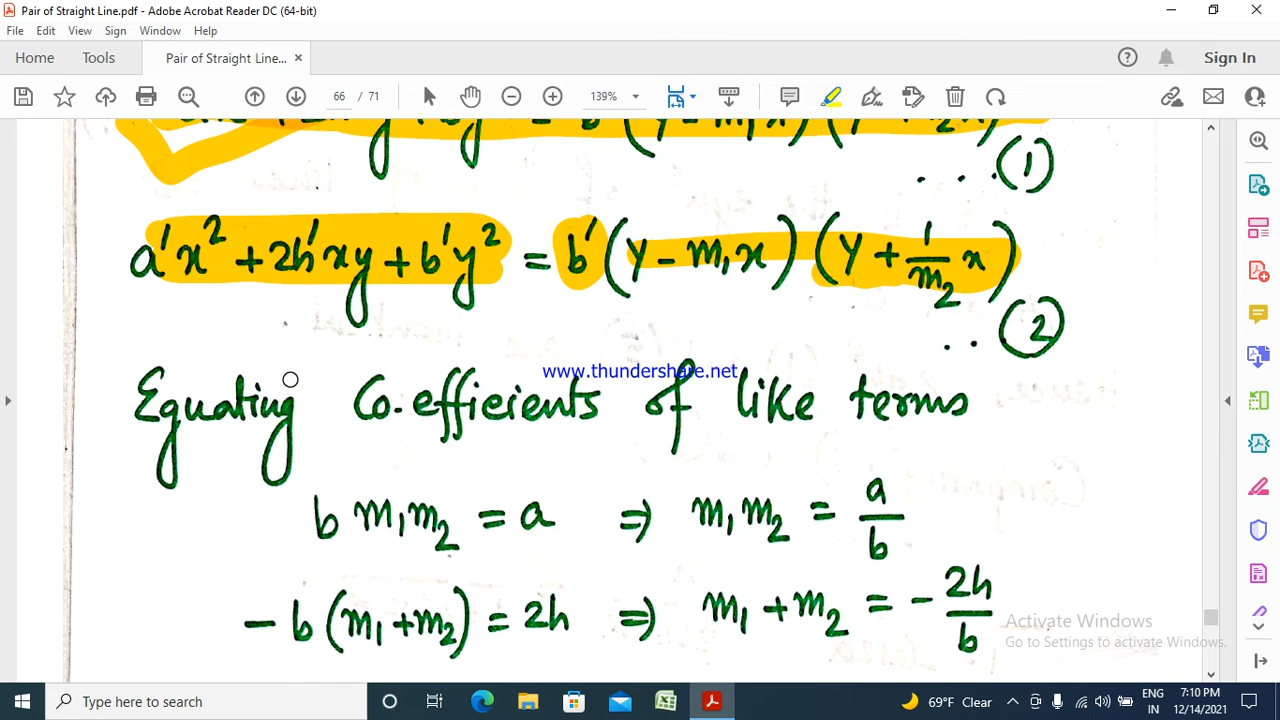 Pair of Straight Line.pdf - Adobe Acrobat Reader DC (64-bit)
File Edit View Sign Window Help
Home Tools Pair of Straight Line... × Sign In
66 / 71 139%
... (1)
a'x² + 2h'xy + b'y² = b' (y - m₁x) (y + 1/m₂ x)
.. (2)
www.thundershare.net
Equating Co-efficients of like terms
b m₁m₂ = a ⇒ m₁m₂ = a/b
- b (m₁ + m₂) = 2h ⇒ m₁ + m₂ = - 2h/b
Activate Windows
Go to Settings to activate Windows.
Type here to search
69°F Clear
ENG
IN
7:10 PM
12/14/2021